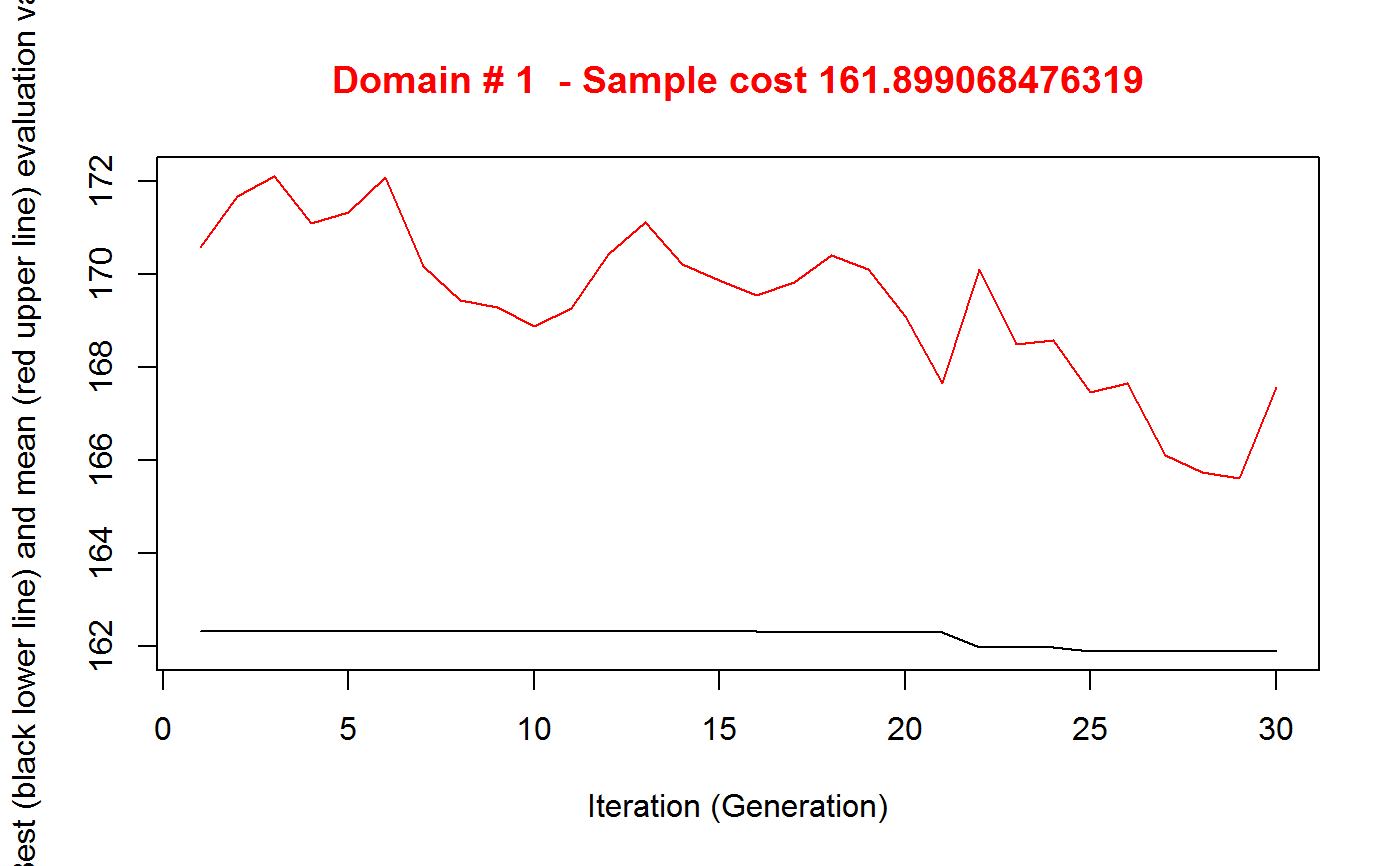 Domain # 1 - Sample cost 161.899068476319
(black lower line) and mean (red upper line) evaluation
172
170
168
166
164
162
0 5 10 15 20 25 30
Iteration (Generation)